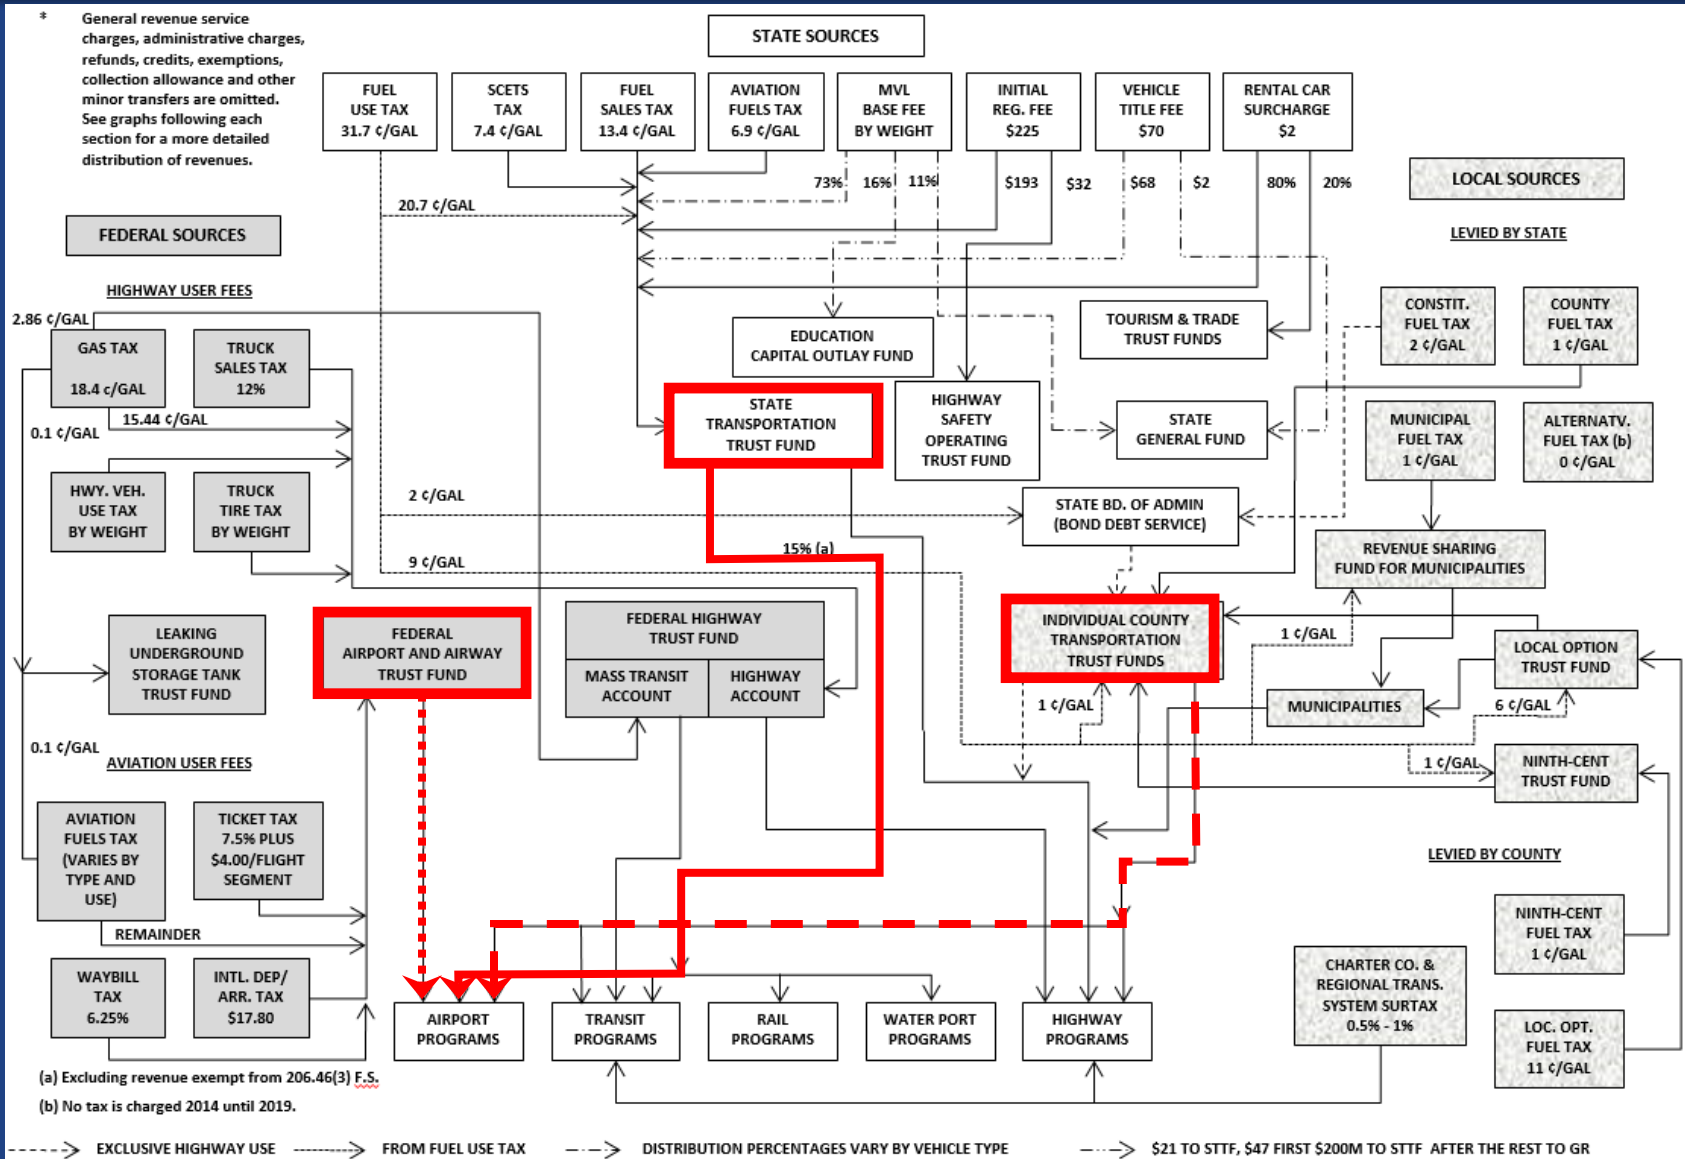 * General revenue service
charges, administrative charges,
refunds, credits, exemptions,
collection allowance and other
minor transfers are omitted.
See graphs following each
section for a more detailed
distribution of revenues.
STATE SOURCES
FUEL
USE TAX
31.7 ¢/GAL
SCETS
TAX
7.4 ¢/GAL
FUEL
SALES TAX
13.4 ¢/GAL
AVIATION
FUELS TAX
6.9 ¢/GAL
MVL
BASE FEE
BY WEIGHT
INITIAL
REG. FEE
$225
VEHICLE
TITLE FEE
$70
RENTAL CAR
SURCHARGE
$2
73%
16%
11%
$193
$32
$68
$2
80%
20%
20.7 ¢/GAL
LOCAL SOURCES
LEVIED BY STATE
FEDERAL SOURCES
HIGHWAY USER FEES
2.86 ¢/GAL
GAS TAX
18.4 c/GAL
TRUCK
SALES TAX
12%
15.44 ¢/GAL
0.1 ¢/GAL
HWY. VEH.
USE TAX
BY WEIGHT
TRUCK
TIRE TAX
BY WEIGHT
EDUCATION
CAPITAL OUTLAY FUND
TOURISM & TRADE
TRUST FUNDS
CONSTIT.
FUEL TAX
2 ¢/GAL
COUNTY
FUEL TAX
1 ¢/GAL
STATE
TRANSPORTATION
TRUST FUND
HIGHWAY
SAFETY
OPERATING
TRUST FUND
STATE
GENERAL FUND
MUNICIPAL
FUEL TAX
1 ¢/GAL
ALTERNATV.
FUEL TAX (b)
0 ¢/GAL
2 ¢/GAL
STATE BD. OF ADMIN
(BOND DEBT SERVICE)
15% (a)
9 ¢/GAL
REVENUE SHARING
FUND FOR MUNICIPALITIES
LEAKING
UNDERGROUND
STORAGE TANK
TRUST FUND
FEDERAL
AIRPORT AND AIRWAY
TRUST FUND
FEDERAL HIGHWAY
TRUST FUND
MASS TRANSIT
ACCOUNT
HIGHWAY
ACCOUNT
INDIVIDUAL COUNTY
TRANSPORTATION
TRUST FUNDS
1 ¢/GAL
LOCAL OPTION
TRUST FUND
1 ¢/GAL
MUNICIPALITIES
6 ¢/GAL
0.1 ¢/GAL
AVIATION USER FEES
1 ¢/GAL
NINTH-CENT
TRUST FUND
AVIATION
FUELS TAX
(VARIES BY
TYPE AND
USE)
TICKET TAX
7.5% PLUS
$4.00/FLIGHT
SEGMENT
REMAINDER
LEVIED BY COUNTY
NINTH-CENT
FUEL TAX
1 ¢/GAL
WAYBILL
TAX
6.25%
INTL. DEP/
ARR. TAX
$17.80
CHARTER CO. &
REGIONAL TRANS.
SYSTEM SURTAX
0.5% - 1%
AIRPORT
PROGRAMS
TRANSIT
PROGRAMS
RAIL
PROGRAMS
WATER PORT
PROGRAMS
HIGHWAY
PROGRAMS
LOC. OPT.
FUEL TAX
11 ¢/GAL
(a) Excluding revenue exempt from 206.46(3) F.S.
(b) No tax is charged 2014 until 2019.
EXCLUSIVE HIGHWAY USE
FROM FUEL USE TAX
DISTRIBUTION PERCENTAGES VARY BY VEHICLE TYPE
$21 TO STTF, $47 FIRST $200M TO STTF AFTER THE REST TO GR